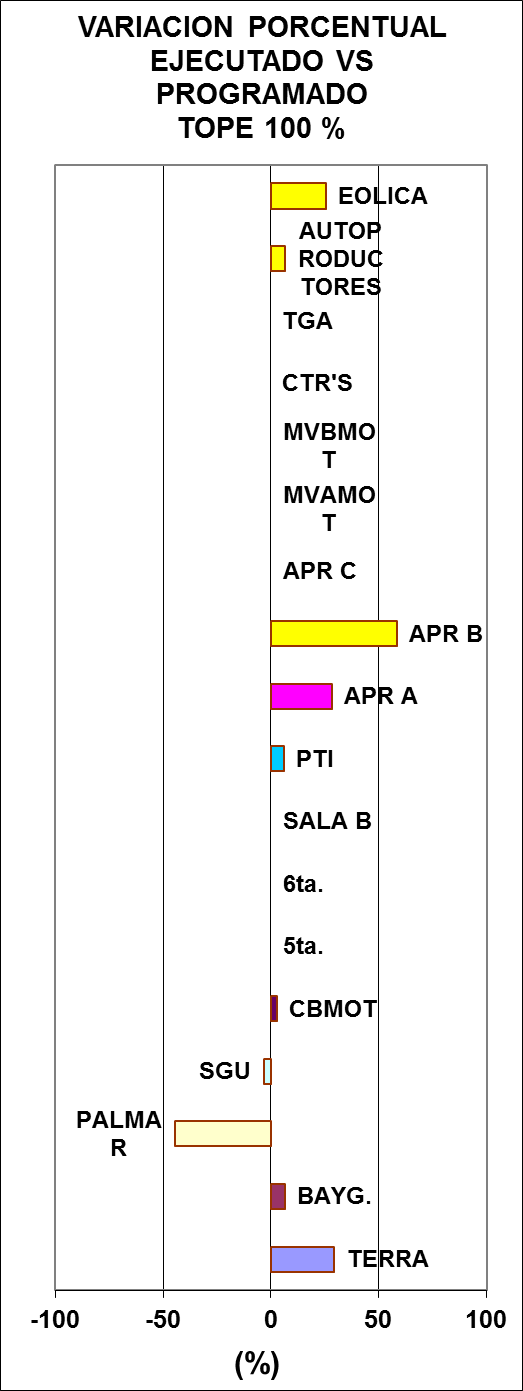 VARIACION PORCENTUAL
EJECUTADO VS
PROGRAMADO
TOPE 100 %
EOLICA
AUTOP
RODUC
TORES
TGA
CTR'S
MVBMO
T
MVAMO
T
APR C
APR B
APR A
PTI
SALA B
6ta.
5ta.
CBMOT
SGU
PALMA
R
BAYG.
TERRA
-100 -50 0 50 100
(%)